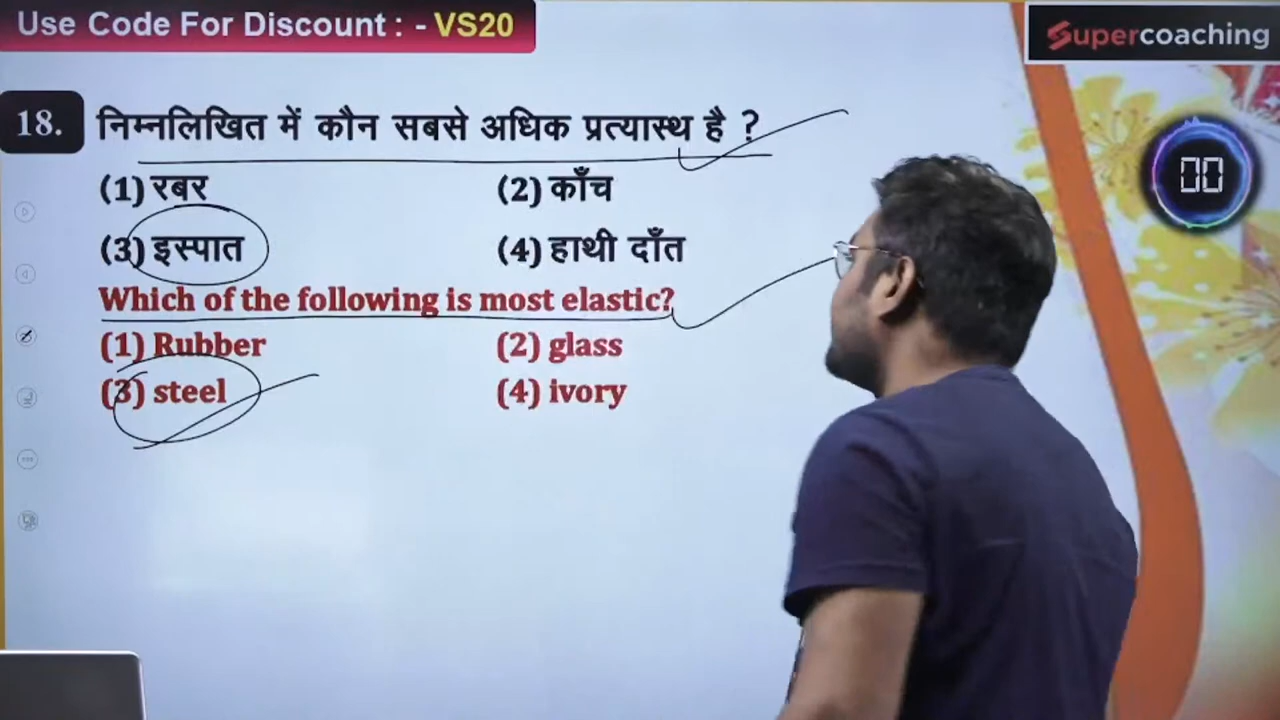 Use Code For Discount : - VS20
Supercoaching
18. निम्नलिखित में कौन सबसे अधिक प्रत्यास्थ है ?
(1) रबर (2) काँच
(3) इस्पात (4) हाथी दाँत
Which of the following is most elastic?
(1) Rubber (2) glass
(3) steel (4) ivory
00